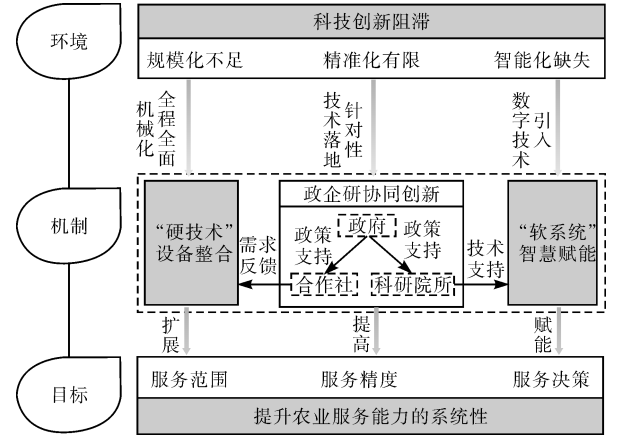 环境
科技创新阻滞
规模化不足
精准化有限
智能化缺失
全程全面
机械化
针对性
技术落地
引入
数字技术
机制
“硬技术”
设备整合
政企研协同创新
政府
政策
支持
政策
支持
合作社
科研院所
需求
反馈
技术
支持
“软系统”
智慧赋能
扩展
提高
赋能
目标
服务范围
服务精度
服务决策
提升农业服务能力的系统性